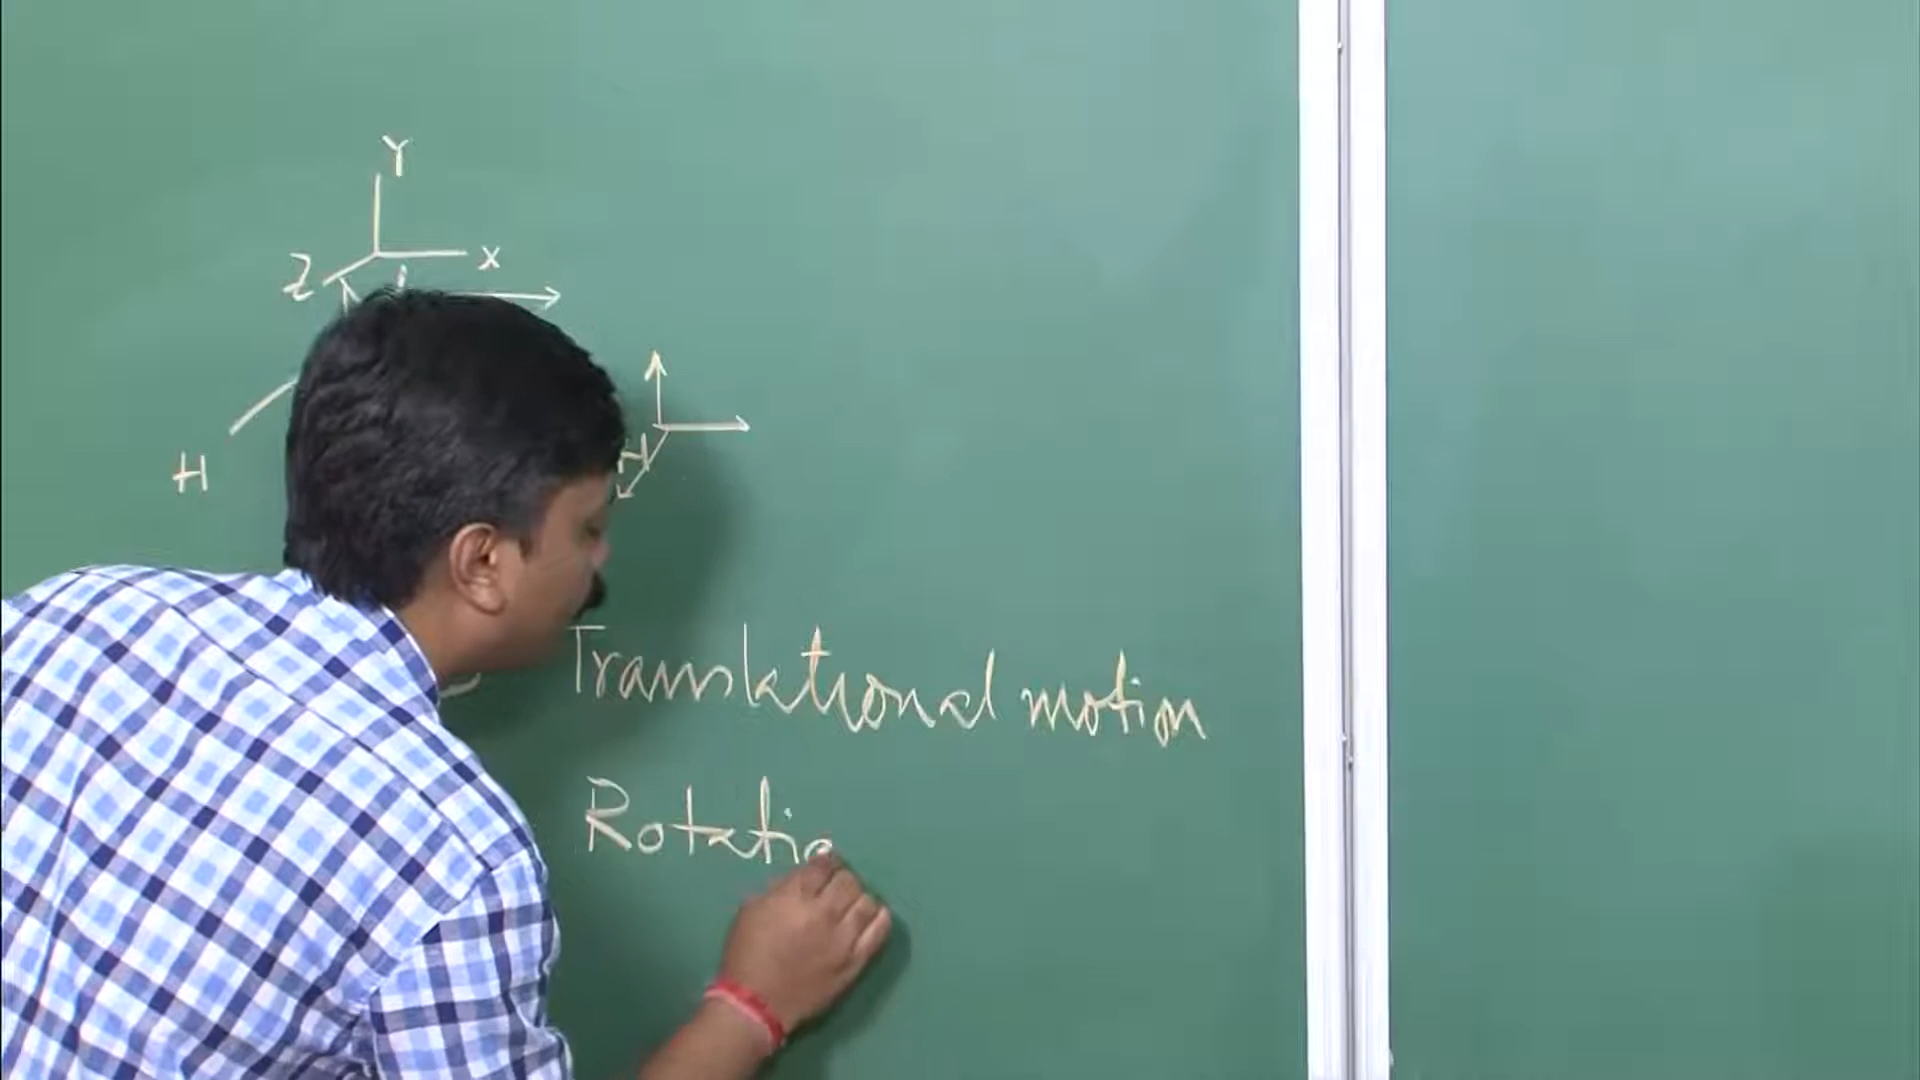 Y
Z X
H H
Translational motion
Rotatio